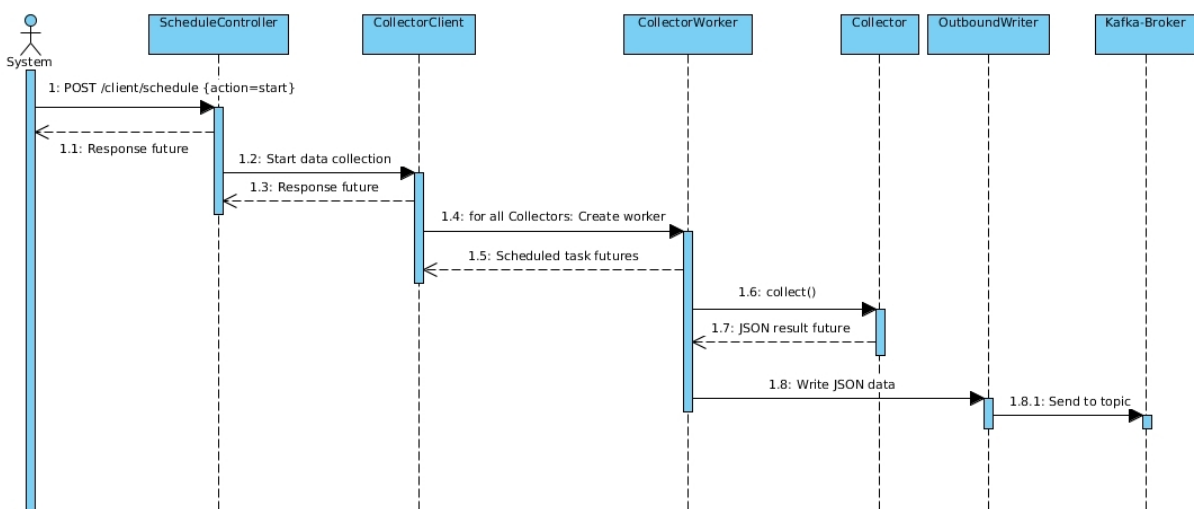 ScheduleController
CollectorClient
CollectorWorker
Collector
OutboundWriter
Kafka-Broker
System
1: POST /client/schedule {action=start}
1.1: Response future
1.2: Start data collection
1.3: Response future
1.4: for all Collectors: Create worker
1.5: Scheduled task futures
1.6: collect()
1.7: JSON result future
1.8: Write JSON data
1.8.1: Send to topic